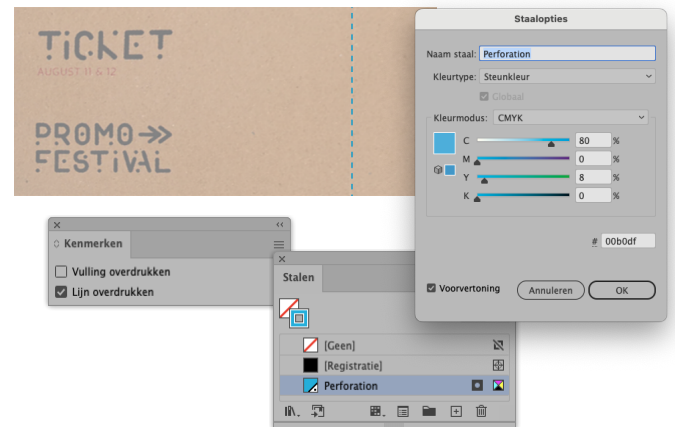 TiCKET
AUGUST 11 & 12
PROMO
FESTiVAL
Staalopties
Naam staal: Perforation
Kleurtype: Steunkleur
Globaal
Kleurmodus: CMYK
C 80 %
M 0 %
Y 8 %
K 0 %
# 00b0df
Voorvertoning Annuleren OK
Kenmerken
Vulling overdrukken
Lijn overdrukken
Stalen
[Geen]
[Registratie]
Perforation